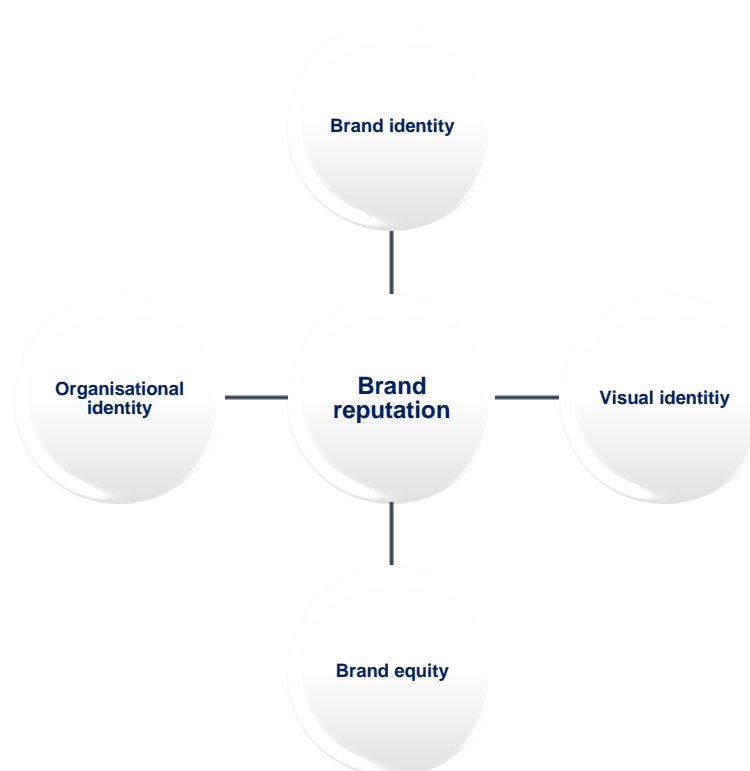 Brand identity
Organisational
identity
Brand
reputation
Visual identitiy
Brand equity